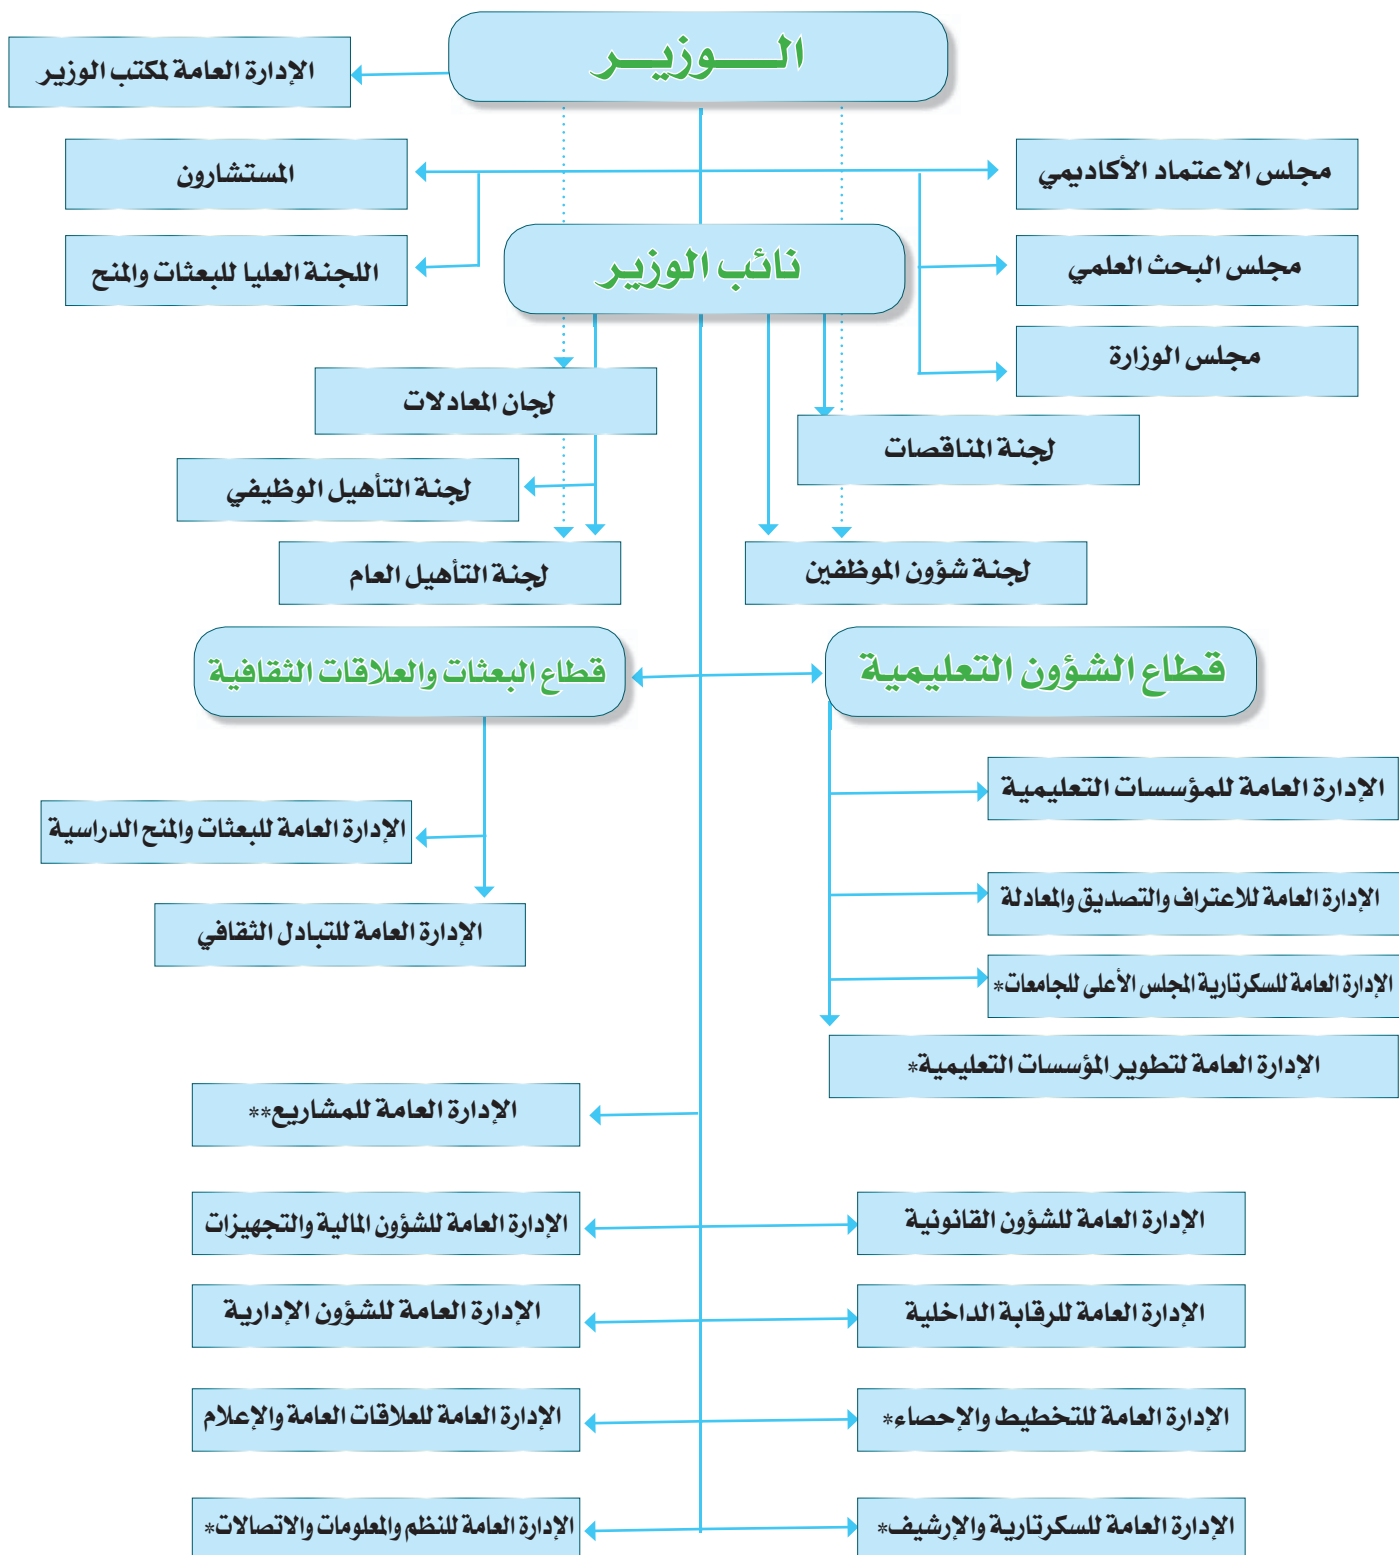 الـــــوزيـــر
الإدارة العامة لمكتب الوزير
مجلس الاعتماد الأكاديمي
المستشارون
نائب الوزير
مجلس البحث العلمي
اللجنة العليا للبعثات والمنح
مجلس الوزارة
لجان المعادلات
لجنة المناقصات
لجنة التأهيل الوظيفي
لجنة شؤون الموظفين
لجنة التأهيل العام
قطاع الشؤون التعليمية
قطاع البعثات والعلاقات الثقافية
الإدارة العامة للمؤسسات التعليمية
الإدارة العامة للبعثات والمنح الدراسية
الإدارة العامة للاعتراف والتصديق والمعادلة
الإدارة العامة للتبادل الثقافي
الإدارة العامة للسكرتارية المجلس الأعلى للجامعات*
الإدارة العامة لتطوير المؤسسات التعليمية*
الإدارة العامة للمشاريع**
الإدارة العامة للشؤون القانونية
الإدارة العامة للشؤون المالية والتجهيزات
الإدارة العامة للرقابة الداخلية
الإدارة العامة للشؤون الإدارية
الإدارة العامة للتخطيط والإحصاء*
الإدارة العامة للعلاقات العامة والإعلام
الإدارة العامة للسكرتارية والإرشيف*
الإدارة العامة للنظم والمعلومات والاتصالات*